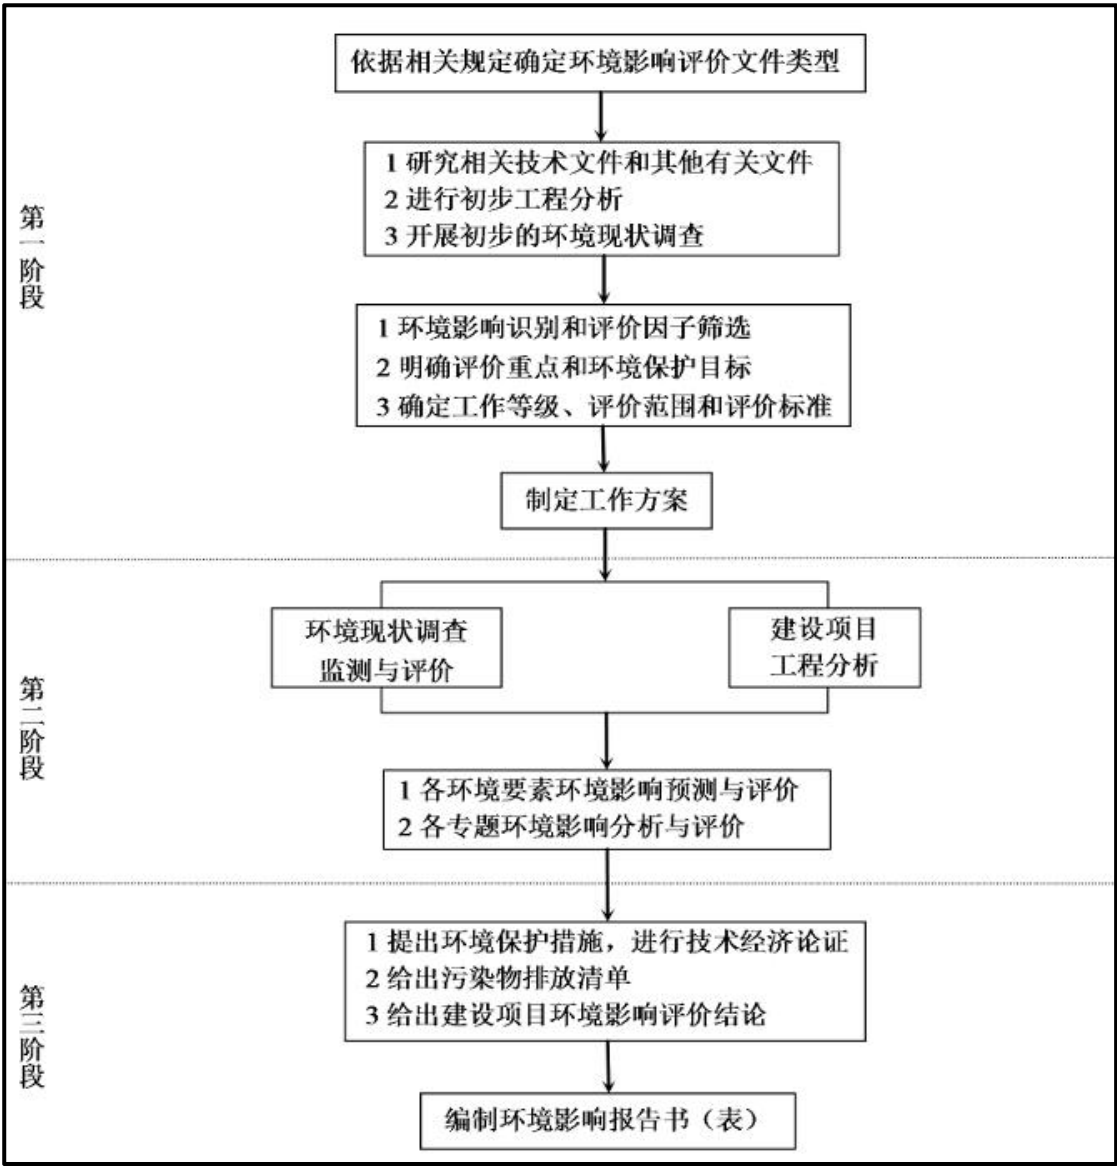 依据相关规定确定环境影响评价文件类型
1 研究相关技术文件和其他有关文件
2 进行初步工程分析
3 开展初步的环境现状调查
第一阶段
1 环境影响识别和评价因子筛选
2 明确评价重点和环境保护目标
3 确定工作等级、评价范围和评价标准
制定工作方案
环境现状调查
监测与评价
建设项目
工程分析
第二阶段
1 各环境要素环境影响预测与评价
2 各专题环境影响分析与评价
1 提出环境保护措施，进行技术经济论证
2 给出污染物排放清单
3 给出建设项目环境影响评价结论
第三阶段
编制环境影响报告书（表）